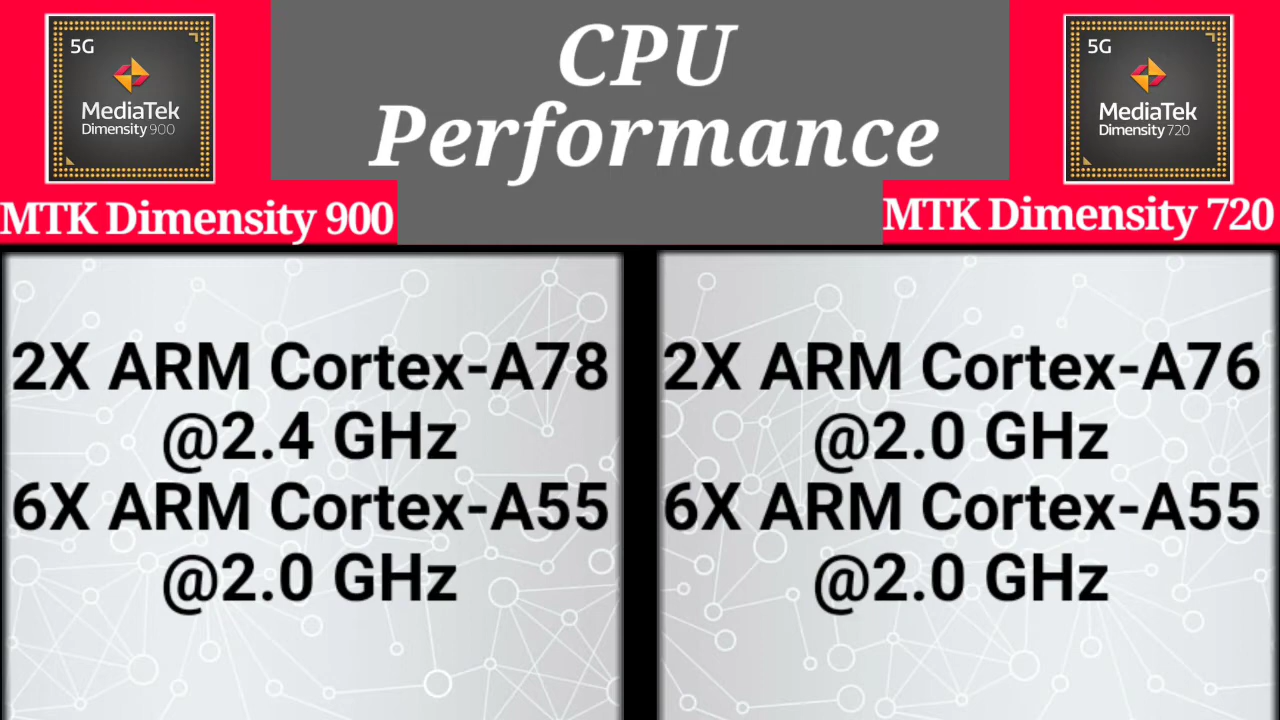 5G
MediaTek
Dimensity 900
MTK Dimensity 900
CPU
Performance
5G
MediaTek
Dimensity 720
MTK Dimensity 720
2X ARM Cortex-A78
@2.4 GHz
6X ARM Cortex-A55
@2.0 GHz
2X ARM Cortex-A76
@2.0 GHz
6X ARM Cortex-A55
@2.0 GHz